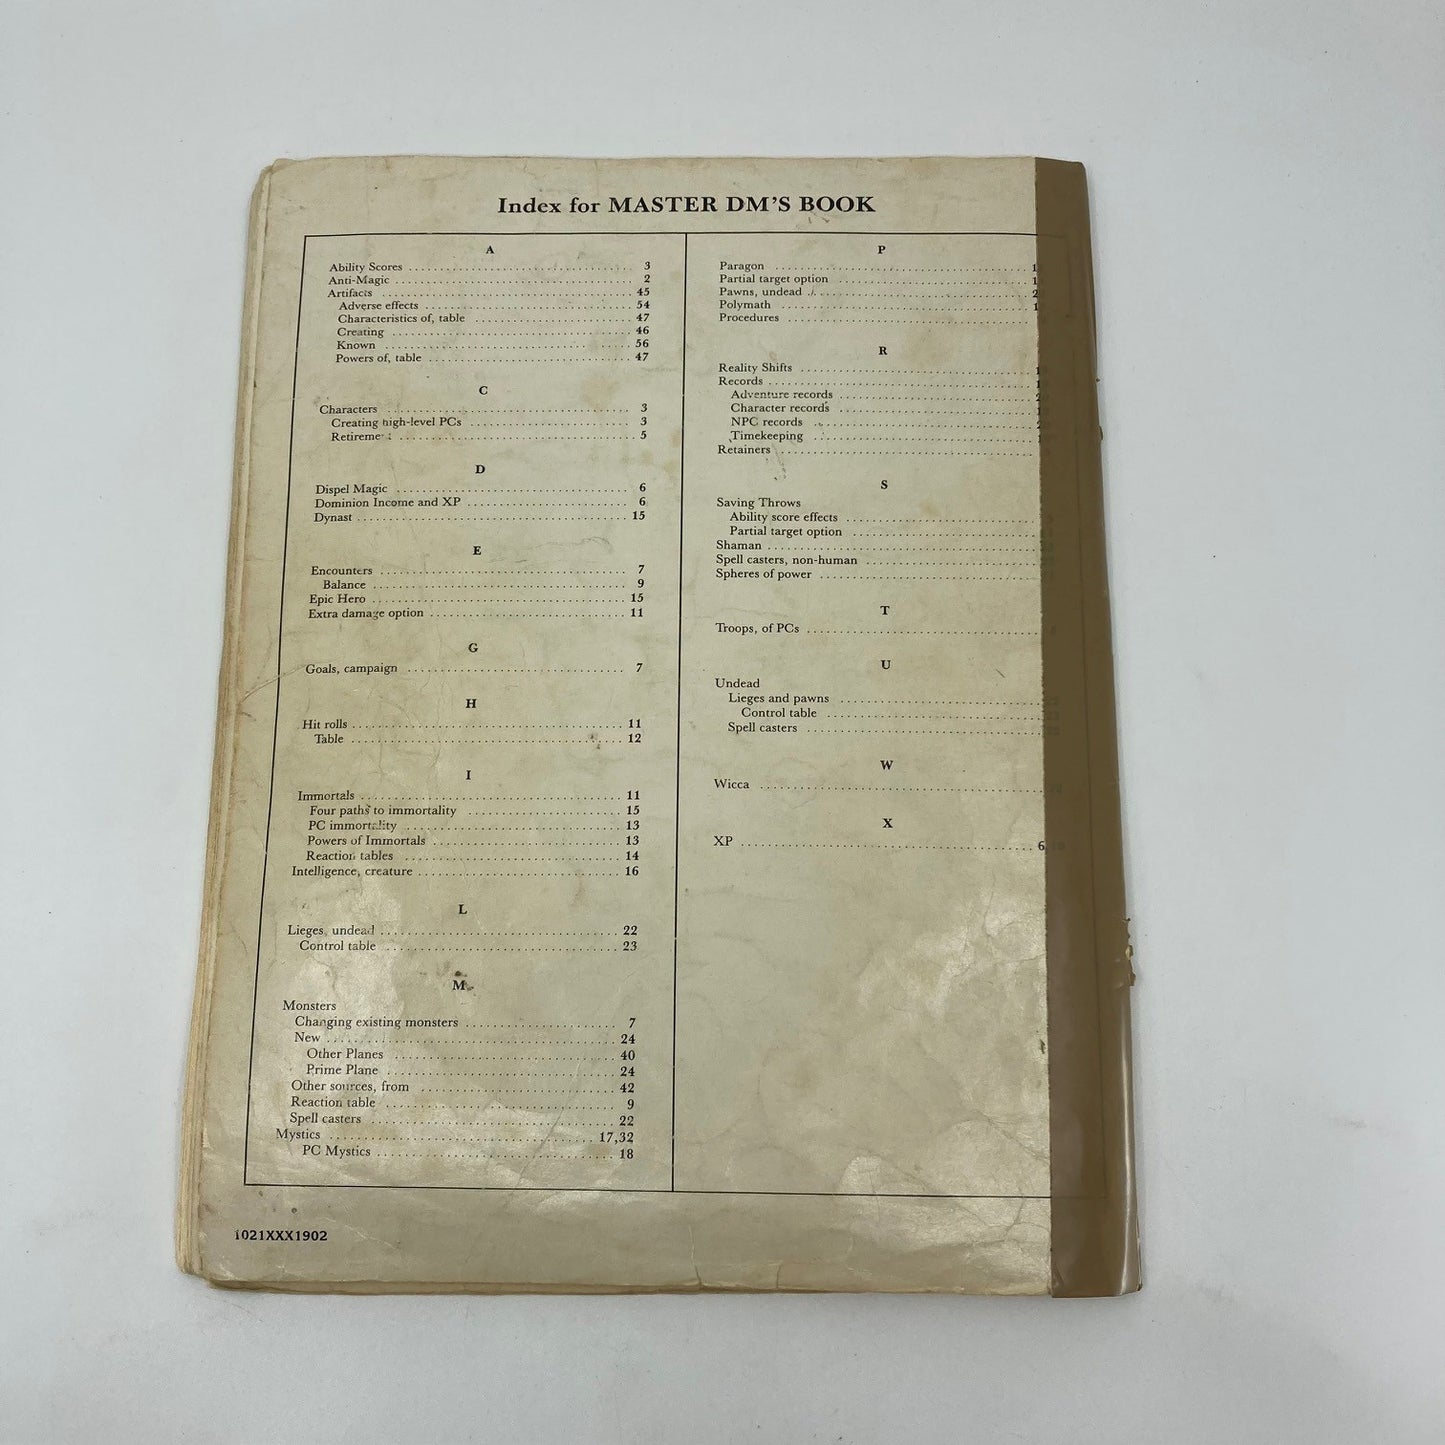 Index for MASTER DM'S BOOK
A
Ability Scores 3
Anti-Magic 2
Artifacts 45
Adverse effects 54
Characteristics of, table 47
Creating 46
Known 56
Powers of, table 47
C
Characters 3
Creating high-level PCs 3
Retirement 5
D
Dispel Magic 6
Dominion Income and XP 6
Dynast 15
E
Encounters 7
Balance 9
Epic Hero 15
Extra damage option 11
G
Goals, campaign 7
H
Hit rolls 11
Table 12
I
Immortals 11
Four paths to immortality 15
PC immortality 13
Powers of Immortals 13
Reaction tables 14
Intelligence, creature 16
L
Lieges, undead 22
Control table 23
M
Monsters
Changing existing monsters 7
New 24
Other Planes 40
Prime Plane 24
Other sources, from 42
Reaction table 9
Spell casters 22
Mystics 17,32
PC Mystics 18
P
Paragon
Partial target option
Pawns, undead
Polymath
Procedures
R
Reality Shifts
Records
Adventure records
Character records
NPC records
Timekeeping
Retainers
S
Saving Throws
Ability score effects
Partial target option
Shaman
Spell casters, non-human
Spheres of power
T
Troops, of PCs
U
Undead
Lieges and pawns
Control table
Spell casters
W
Wicca
X
XP 6
1021XXX1902